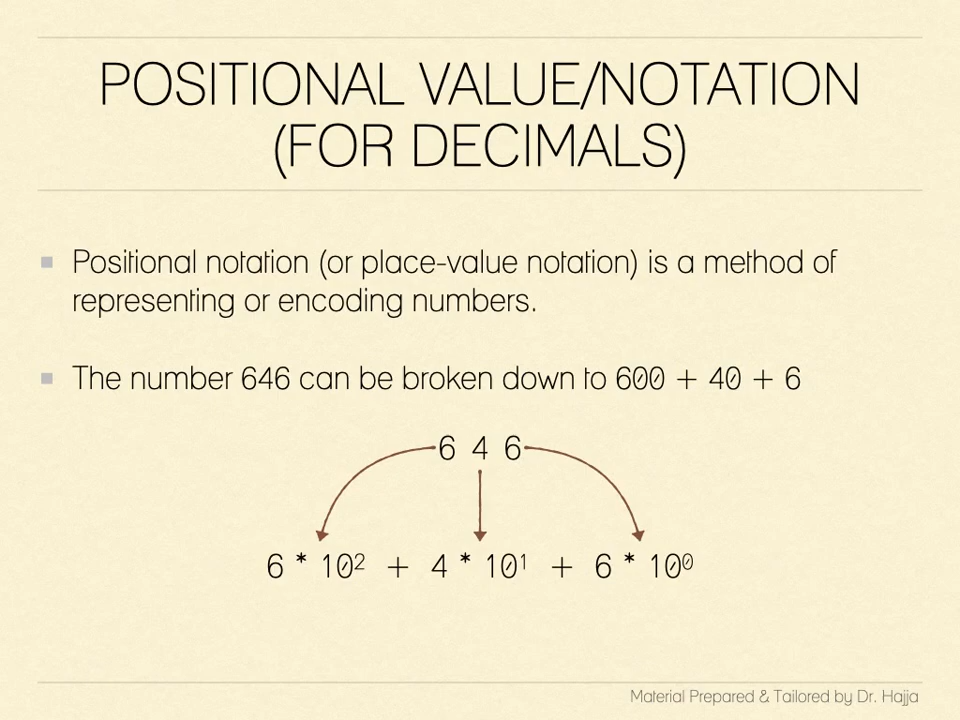 POSITIONAL VALUE/NOTATION
(FOR DECIMALS)
Positional notation (or place-value notation) is a method of
representing or encoding numbers.
The number 646 can be broken down to 600 + 40 + 6
6 4 6
6 * 10² + 4 * 10¹ + 6 * 10⁰
Material Prepared & Tailored by Dr. Hajja